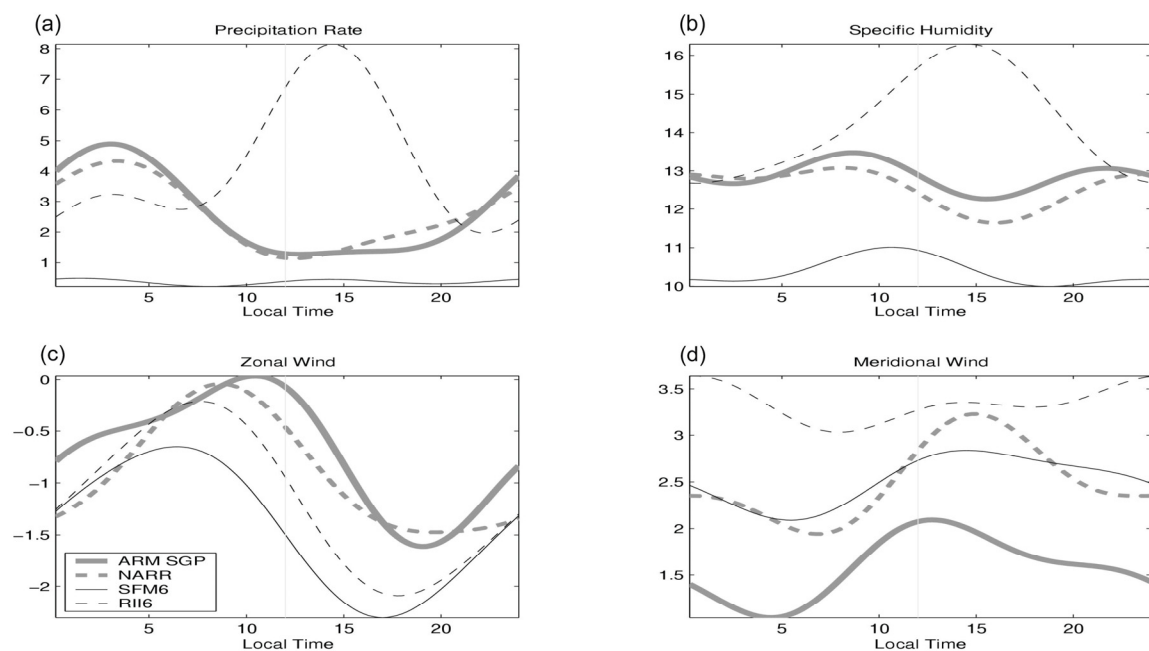 (a)
Precipitation Rate
8
7
6
5
4
3
2
1
5 10 15 20
Local Time
(b)
Specific Humidity
16
15
14
13
12
11
10
5 10 15 20
Local Time
(c)
Zonal Wind
0
−0.5
−1
−1.5
−2
ARM SGP
NARR
SFM6
RII6
5 10 15 20
Local Time
(d)
Meridional Wind
3.5
3
2.5
2
1.5
5 10 15 20
Local Time